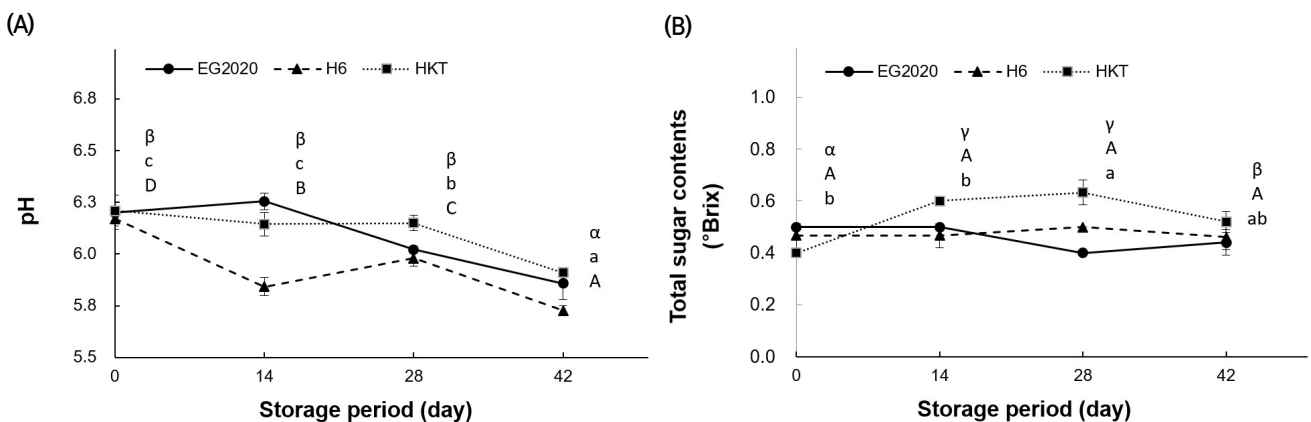 (A)
EG2020 H6 HKT
pH
6.8
6.5
6.3
6.0
5.8
5.5
β
c
D
β
c
B
β
b
C
α
a
A
0 14 28 42
Storage period (day)
(B)
EG2020 H6 HKT
Total sugar contents
(°Brix)
1.0
0.8
0.6
0.4
0.2
0.0
α
A
b
γ
A
b
γ
A
a
β
A
ab
0 14 28 42
Storage period (day)